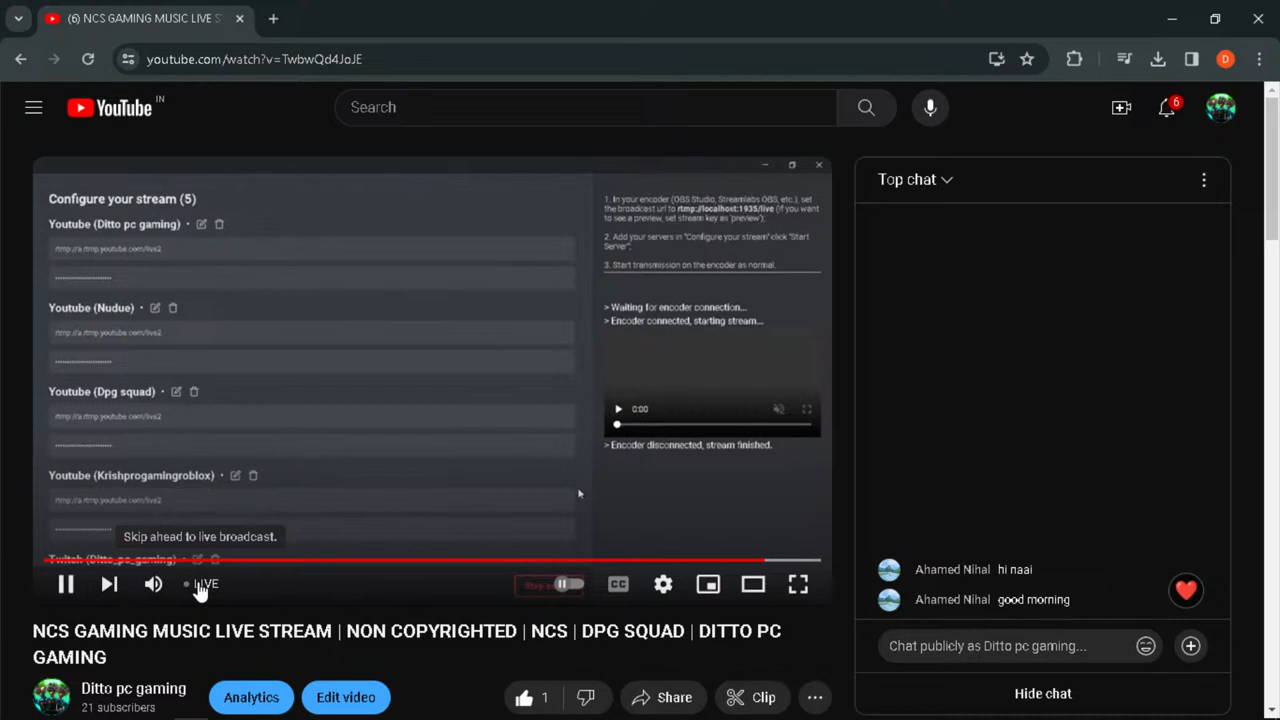 (6) NCS GAMING MUSIC LIVE S
youtube.com/watch?v=TwbwQd4JoJE
D
YouTube IN
Search
6
Configure your stream (5)
Youtube (Ditto pc gaming) •
rtmp://a.rtmp.youtube.com/live2
Youtube (Nudue) •
rtmp://a.rtmp.youtube.com/live2
Youtube (Dpg squad) •
rtmp://a.rtmp.youtube.com/live2
Youtube (Krishprogamingroblox) •
rtmp://a.rtmp.youtube.com/live2
Twitch (Ditto_pc_gaming) •
1. In your encoder (OBS Studio, Streamlabs OBS, etc.), set
the broadcast url to rtmp://localhost:1935/live (if you want
to see a preview, set stream key as 'preview');
2. Add your servers in "Configure your stream" click "Start
Server";
3. Start transmission on the encoder as normal.
> Waiting for encoder connection...
> Encoder connected, starting stream...
0:00
> Encoder disconnected, stream finished.
Skip ahead to live broadcast.
LIVE
CC
NCS GAMING MUSIC LIVE STREAM | NON COPYRIGHTED | NCS | DPG SQUAD | DITTO PC
GAMING
Ditto pc gaming
21 subscribers
Analytics
Edit video
1
Share
Clip
Top chat
Ahamed Nihal hi naai
Ahamed Nihal good morning
Chat publicly as Ditto pc gaming...
Hide chat